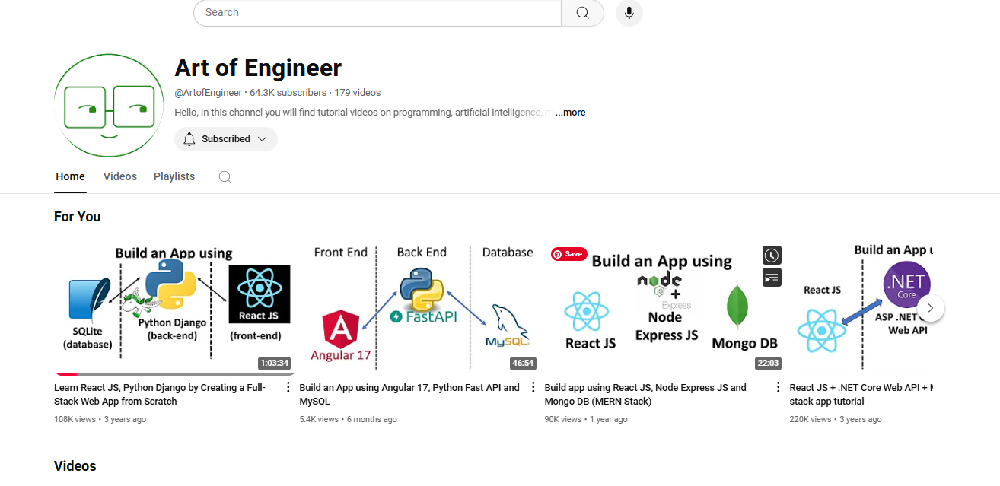 Search
Art of Engineer
@ArtofEngineer · 64.3K subscribers · 179 videos
Hello, In this channel you will find tutorial videos on programming, artificial intelligence, m ...more
Subscribed
Home Videos Playlists
For You
Build an App using
SQLite
(database)
Python Django
(back-end)
React JS
(front-end)
1:03:34
Learn React JS, Python Django by Creating a Full-
Stack Web App from Scratch
108K views • 3 years ago
Front End Back End Database
FastAPI
MySQL
Angular 17
46:54
Build an App using Angular 17, Python Fast API and
MySQL
5.4K views • 6 months ago
Save
Build an App using
node
JS
+
Express
Node
Express JS
React JS
Mongo DB
22:03
Build app using React JS, Node Express JS and
Mongo DB (MERN Stack)
90K views • 1 year ago
Build an App u
React JS
.NET
Core
ASP .NET
Web API
React JS + .NET Core Web API +
stack app tutorial
220K views • 3 years ago
Videos